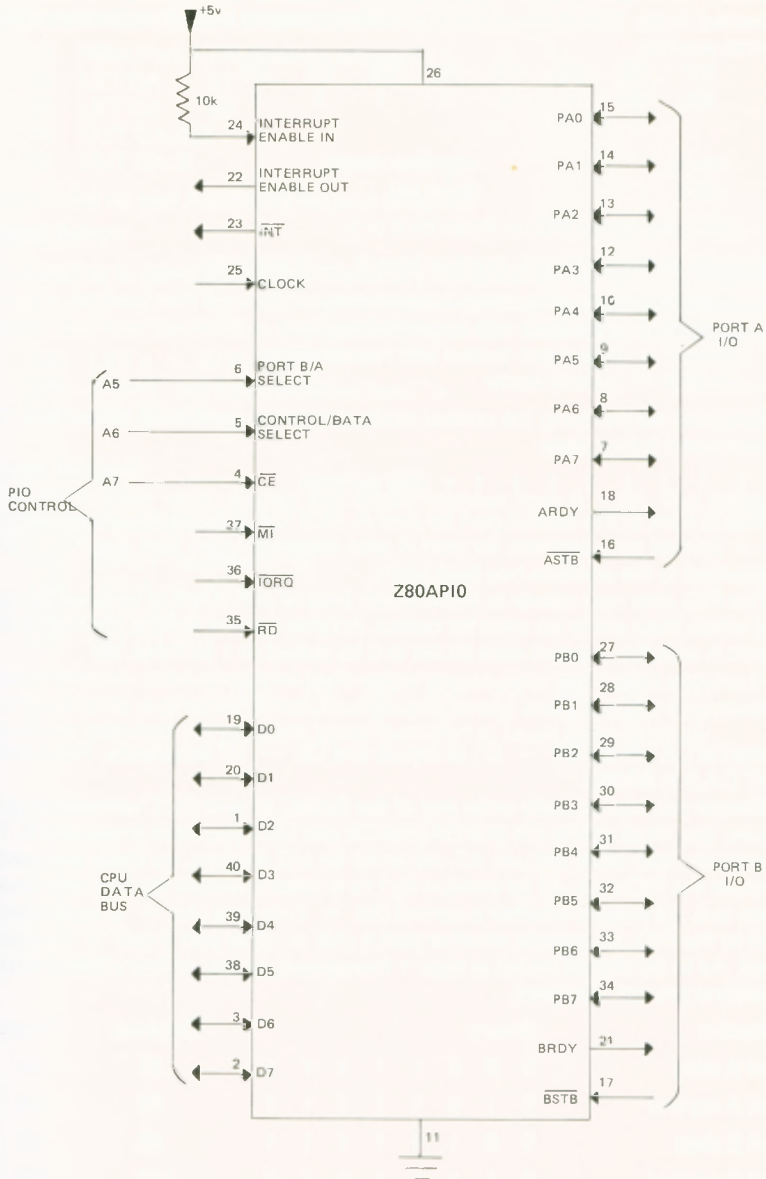 +5v
26
10k
24 INTERRUPT
ENABLE IN
22 INTERRUPT
ENABLE OUT
23 INT
25 CLOCK
6 PORT B/A
SELECT
A5
5 CONTROL/DATA
SELECT
A6
4 CE
A7
PIO
CONTROL
37 MI
36 IORQ
35 RD
19 D0
20 D1
1 D2
40 D3
39 D4
38 D5
3 D6
2 D7
CPU
DATA
BUS
Z80APIO
PA0 15
PA1 14
PA2 13
PA3 12
PA4 10
PA5 9
PA6 8
PA7 7
ARDY 18
ASTB 16
PORT A
I/O
PB0 27
PB1 28
PB2 29
PB3 30
PB4 31
PB5 32
PB6 33
PB7 34
BRDY 21
BSTB 17
PORT B
I/O
11